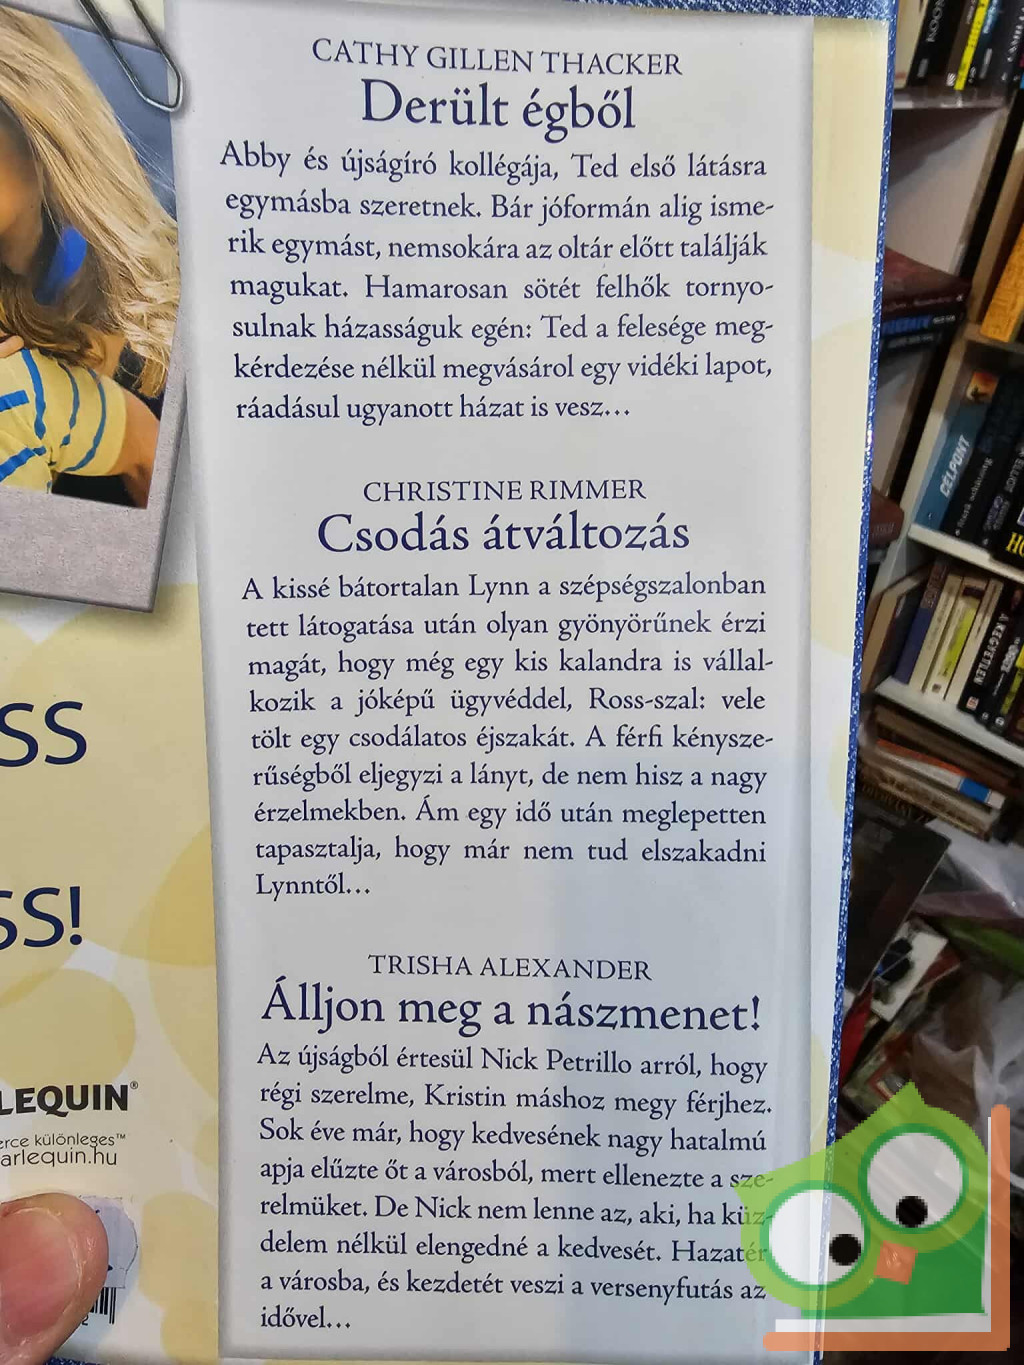 CATHY GILLEN THACKER
Derült égből
Abby és újságíró kollégája, Ted első látásra
egymásba szeretnek. Bár jóformán alig isme-
rik egymást, nemsokára az oltár előtt találják
magukat. Hamarosan sötét felhők tornyo-
sulnak házasságuk egén: Ted a felesége meg-
kérdezése nélkül megvásárol egy vidéki lapot,
ráadásul ugyanott házat is vesz...
CHRISTINE RIMMER
Csodás átváltozás
A kissé bátortalan Lynn a szépségszalonban
tett látogatása után olyan gyönyörűnek érzi
magát, hogy még egy kis kalandra is vállal-
kozik a jóképű ügyvéddel, Ross-szal: vele
tölt egy csodálatos éjszakát. A férfi kénysze-
rűségből eljegyzi a lányt, de nem hisz a nagy
érzelmekben. Ám egy idő után meglepetten
tapasztalja, hogy már nem tud elszakadni
Lynntől...
TRISHA ALEXANDER
Álljon meg a nászmenet!
Az újságból értesül Nick Petrillo arról, hogy
régi szerelme, Kristin máshoz megy férjhez.
Sok éve már, hogy kedvesének nagy hatalmú
apja elűzte őt a városból, mert ellenezte a sze-
relmüket. De Nick nem lenne az, aki, ha küz-
delem nélkül elengedné a kedvesét. Hazatér
a városba, és kezdetét veszi a versenyfutás az
idővel...
SS
SS!
LEQUIN®
erce különleges™
arlequin.hu
CÉLPONT
A KEGYETLEN